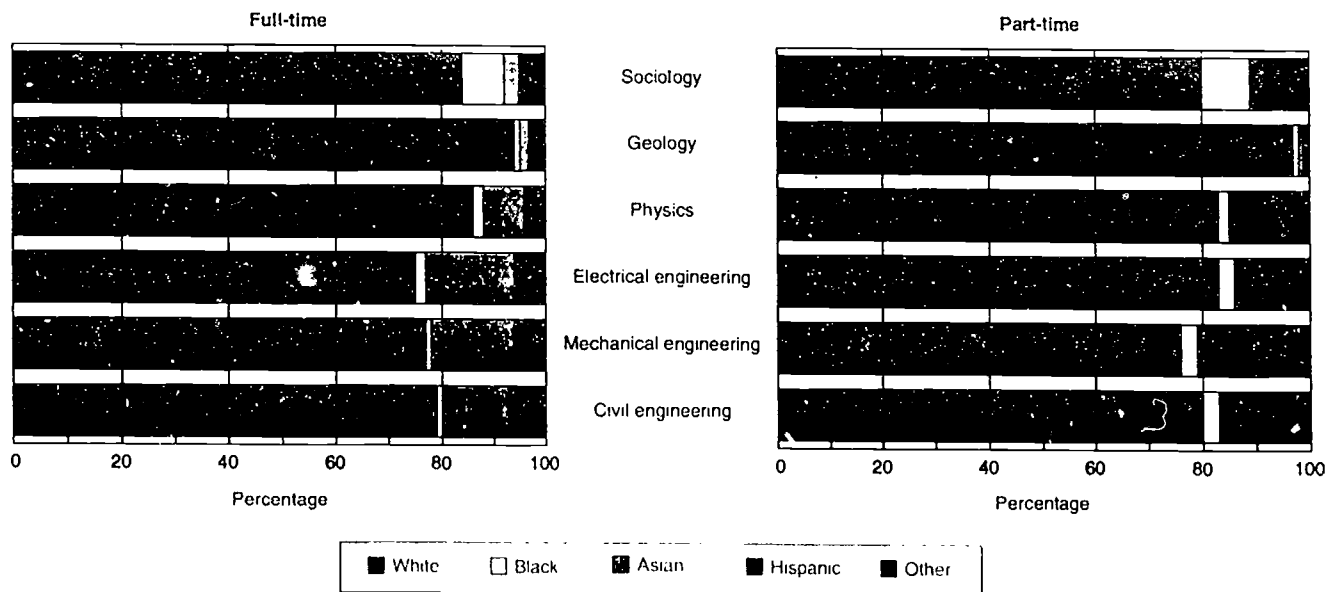 Full-time
Part-time
Sociology
Geology
Physics
Electrical engineering
Mechanical engineering
Civil engineering
0 20 40 60 80 100
0 20 40 60 80 100
Percentage
Percentage
White Black Asian Hispanic Other